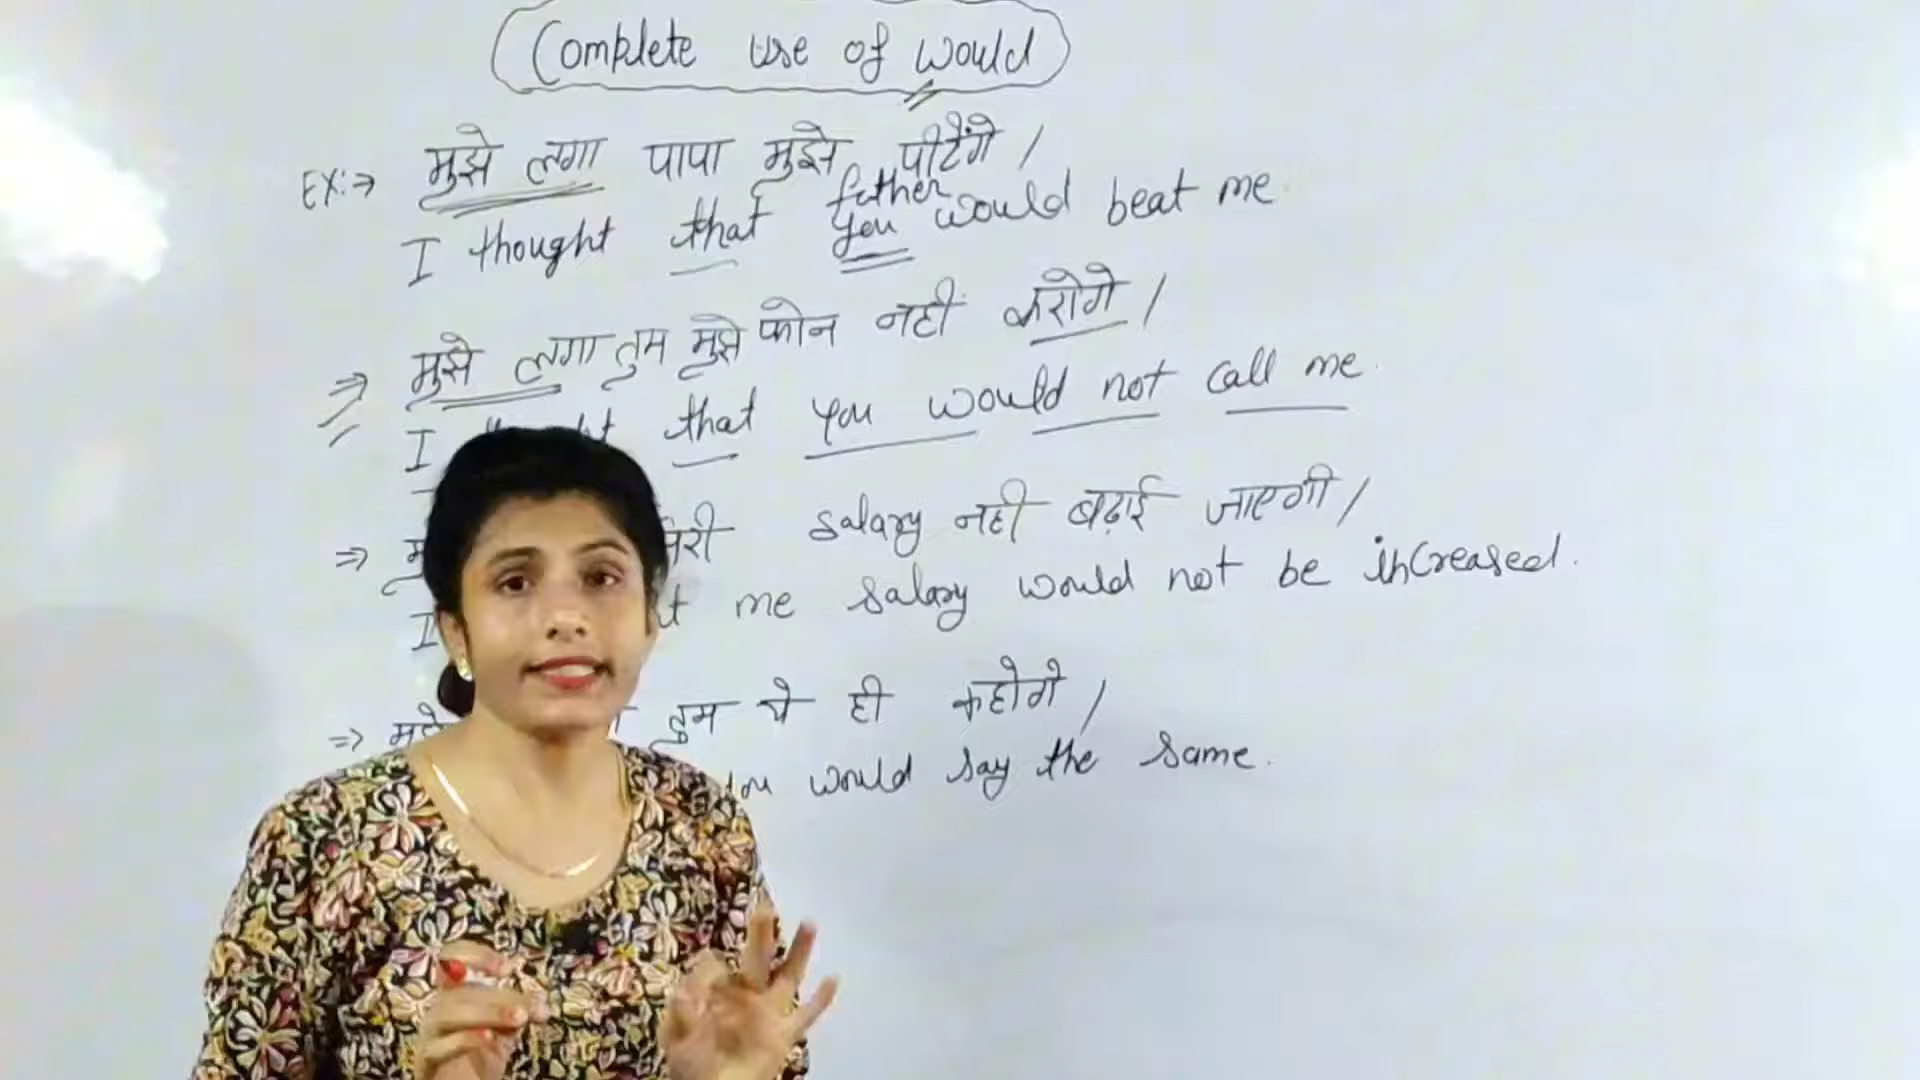 Complete use of would
Ex:⇒ मुझे लगा पापा मुझे पीटेंगे /
father
I thought that you would beat me.
⇒ मुझे लगा तुम मुझे फोन नही करोगे /
I that you would not call me.
⇒ salary नही बढ़ाई जाएगी /
I me salary would not be increased.
⇒ तुम ये ही कहोगे /
would say the same.